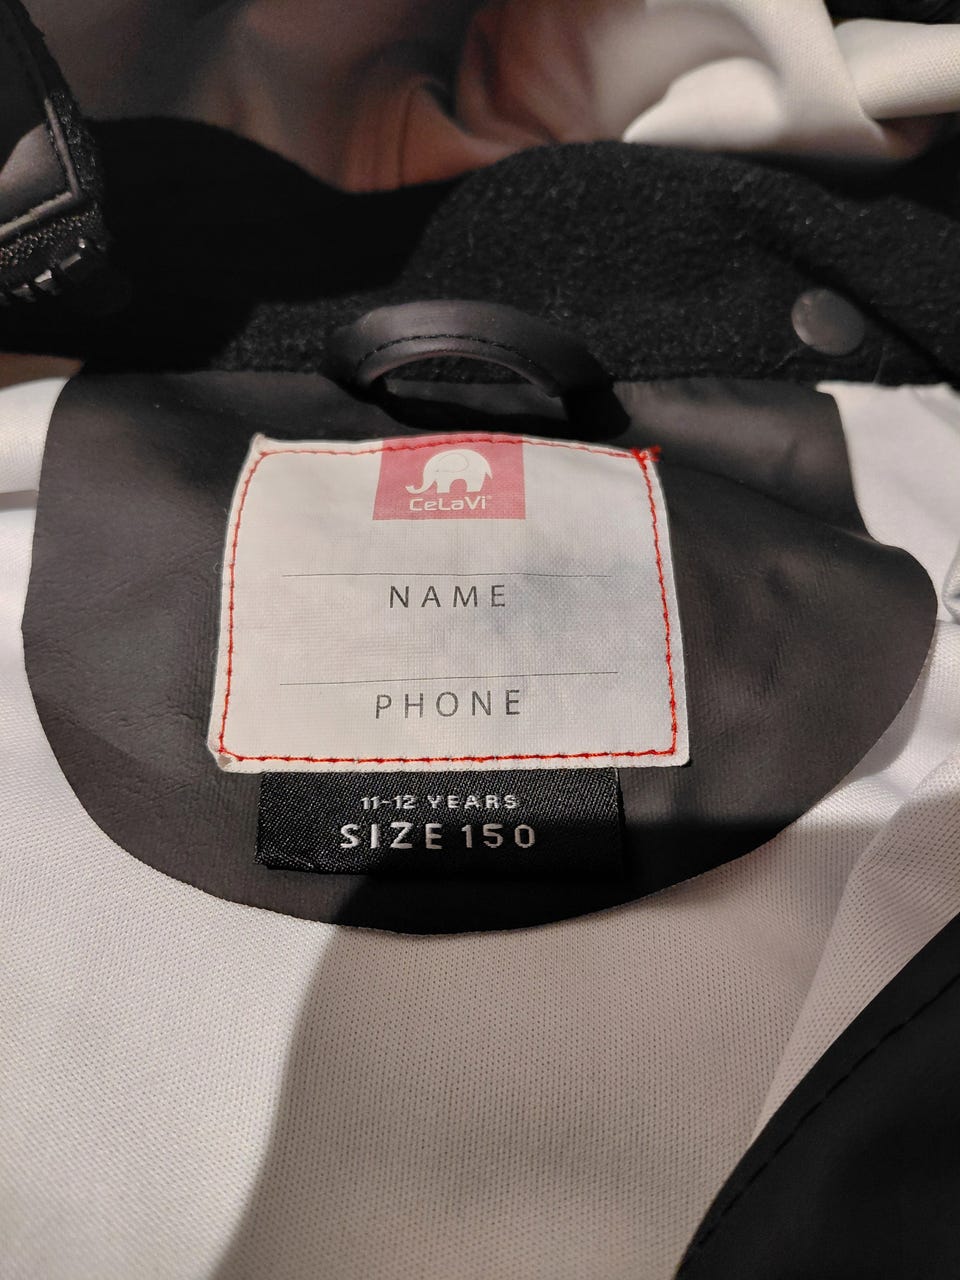 CeLaVi®
NAME
PHONE
11-12 YEARS
SIZE 150